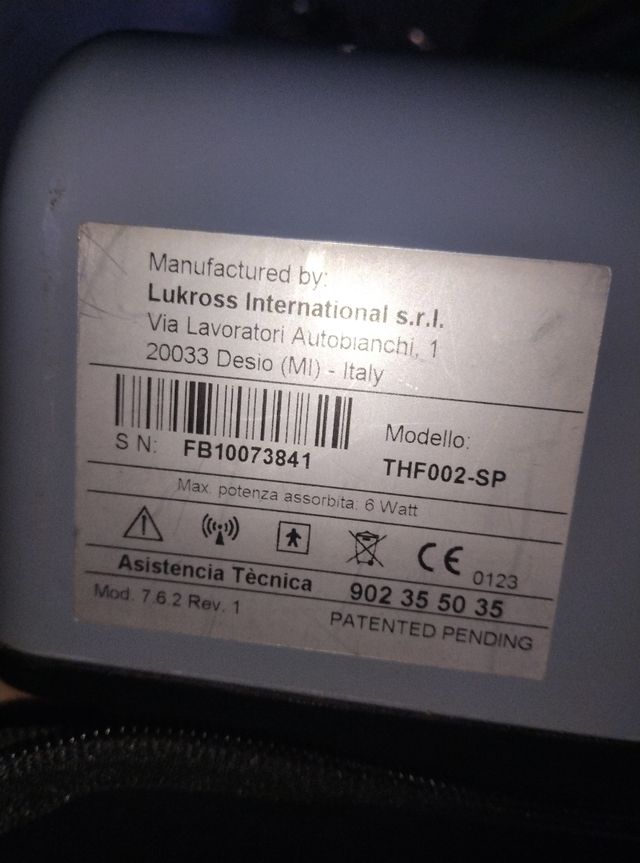 Manufactured by:
Lukross International s.r.l.
Via Lavoratori Autobianchi, 1
20033 Desio (MI) - Italy
S N: FB10073841
Modello:
THF002-SP
Max. potenza assorbita: 6 Watt
CE 0123
Asistencia Tècnica 902 35 50 35
Mod. 7.6.2 Rev. 1
PATENTED PENDING